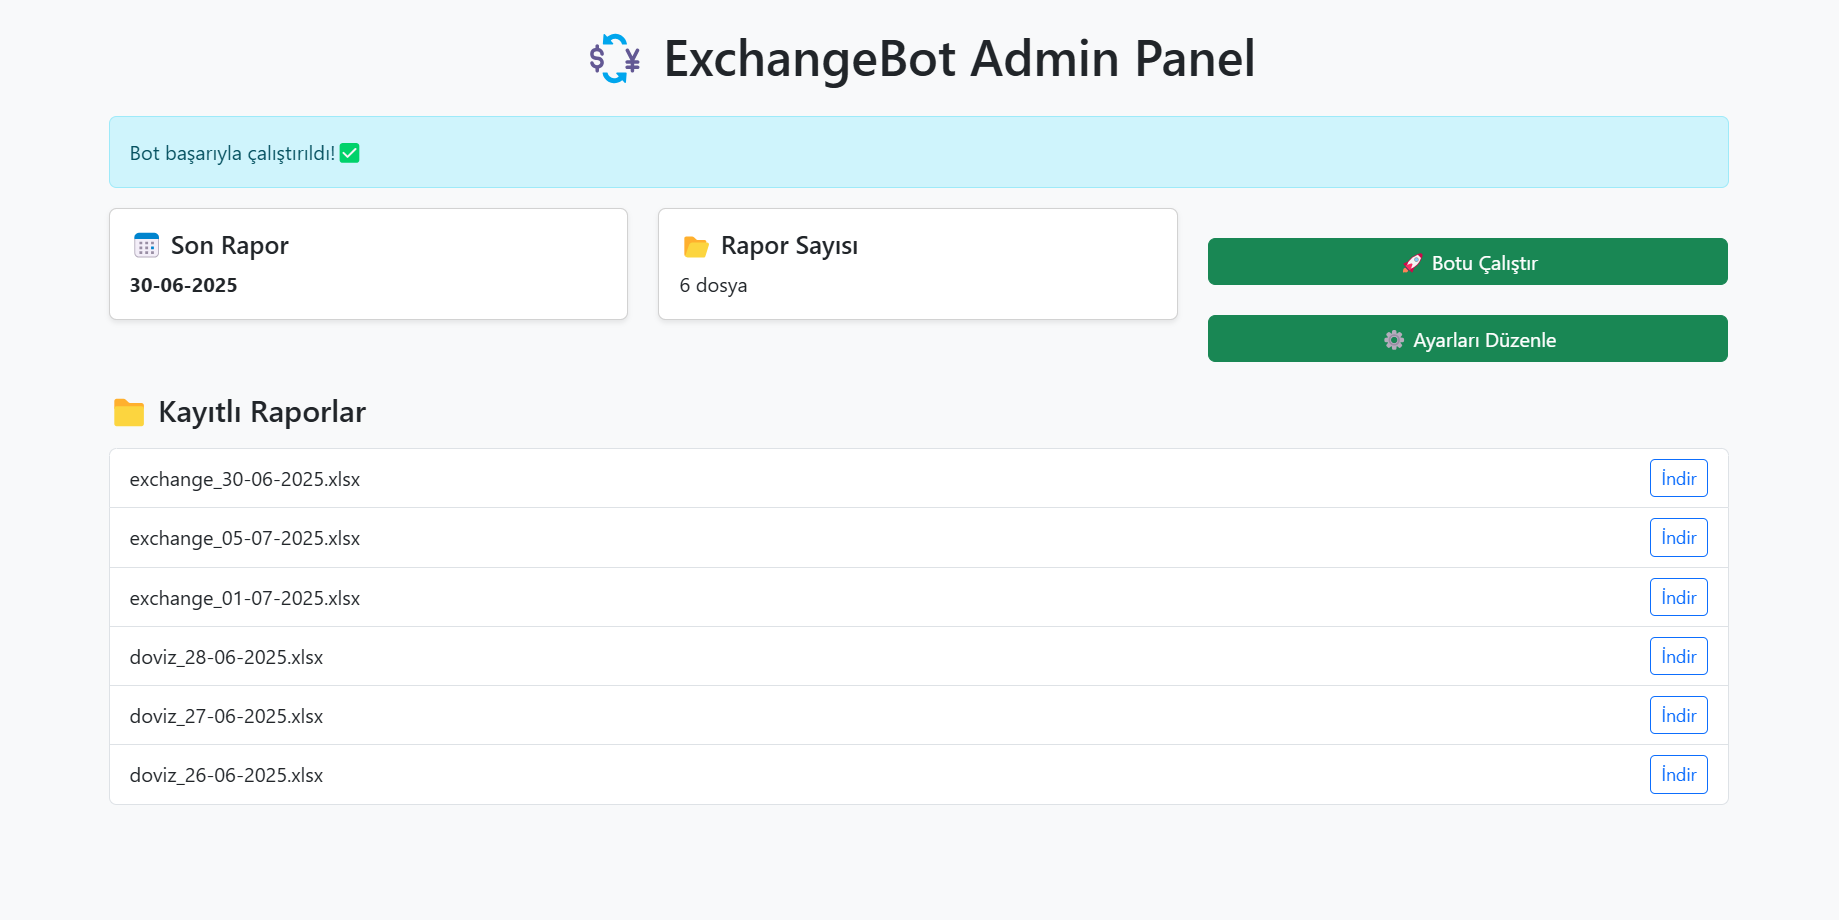 ExchangeBot Admin Panel
Bot başarıyla çalıştırıldı!
Son Rapor
30-06-2025
Rapor Sayısı
6 dosya
Botu Çalıştır
Ayarları Düzenle
Kayıtlı Raporlar
exchange_30-06-2025.xlsx İndir
exchange_05-07-2025.xlsx İndir
exchange_01-07-2025.xlsx İndir
doviz_28-06-2025.xlsx İndir
doviz_27-06-2025.xlsx İndir
doviz_26-06-2025.xlsx İndir